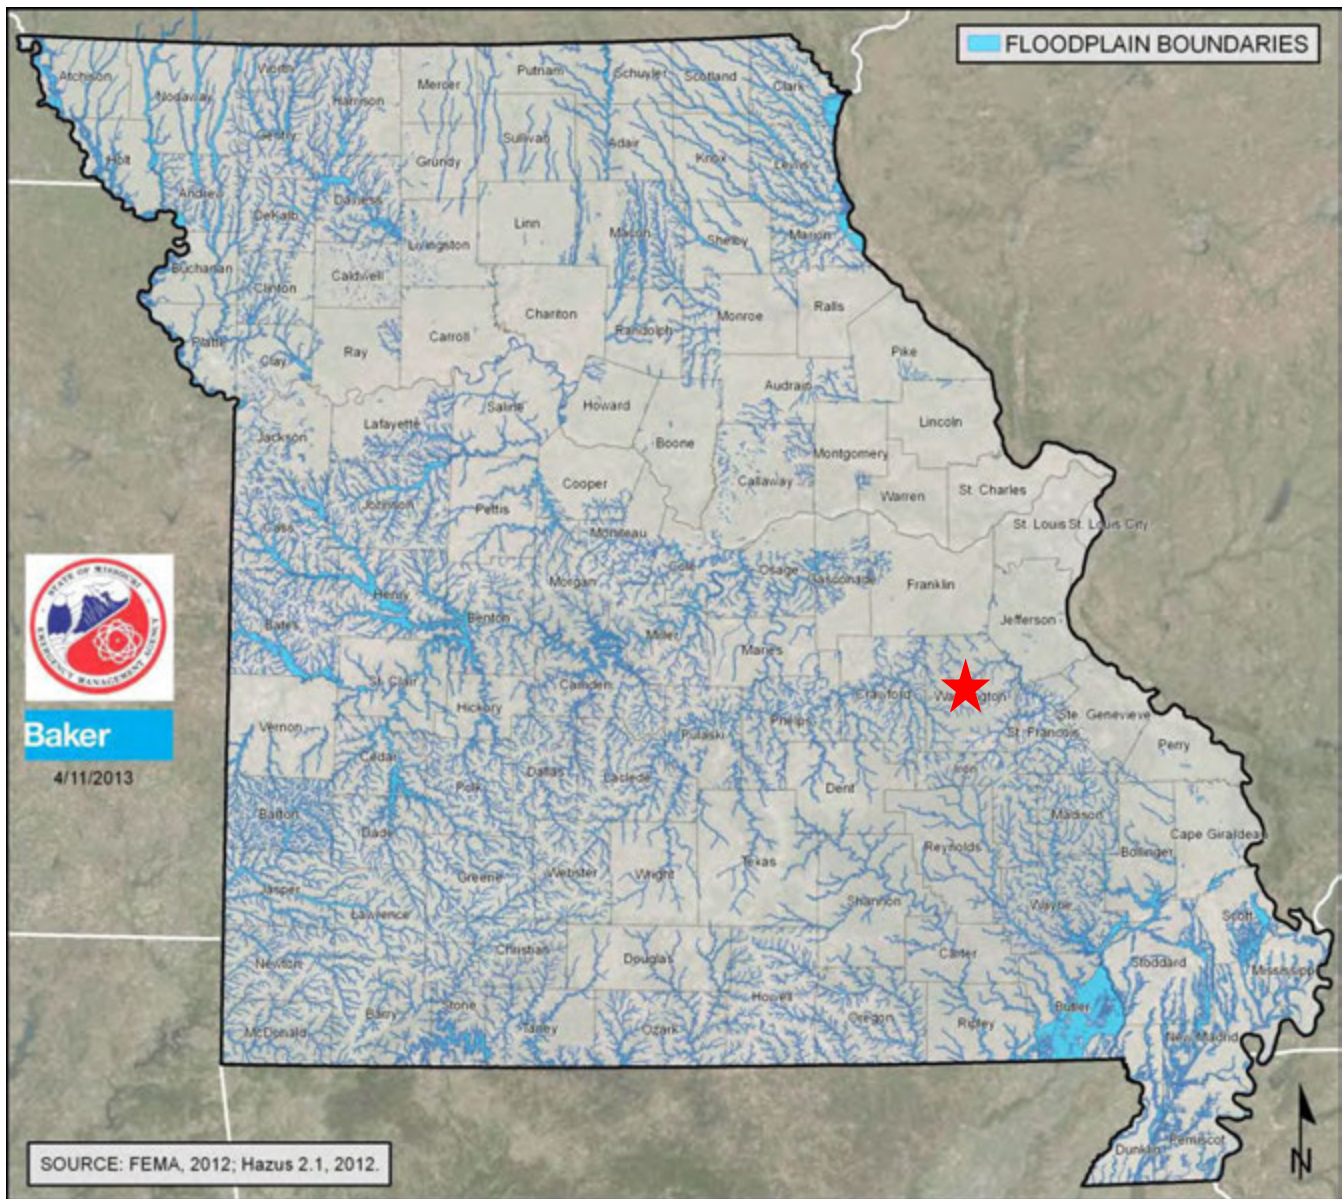 FLOODPLAIN BOUNDARIES
Atchison
Nodaway
Worth
Harrison
Mercer
Putnam
Schuyler
Scotland
Clark
Gentry
Holt
Andrew
DeKalb
Daviess
Grundy
Sullivan
Adair
Knox
Lewis
Linn
Macon
Shelby
Marion
Livingston
Buchanan
Clinton
Caldwell
Chariton
Randolph
Monroe
Ralls
Carroll
Platte
Clay
Ray
Pike
Audrain
Saline
Howard
Lafayette
Jackson
Boone
Lincoln
Montgomery
Callaway
Cooper
Warren
St. Charles
Johnson
Pettis
Cass
Moniteau
St. Louis
St. Louis City
Cole
Osage
Gasconade
Franklin
Morgan
Henry
Benton
Bates
Miller
Jefferson
Maries
St. Clair
Camden
Crawford
Hickory
Phelps
Pulaski
Ste. Genevieve
St. Francois
Vernon
Perry
Cedar
Dallas
Laclede
Iron
Polk
Dent
Barton
Madison
Dade
Cape Girardeau
Reynolds
Bollinger
Texas
Greene
Webster
Wright
Jasper
Shannon
Wayne
Lawrence
Scott
Christian
Douglas
Carter
Newton
Stoddard
Mississippi
Howell
Stone
Butler
Barry
Oregon
Ripley
McDonald
Taney
Ozark
New Madrid
Dunklin
Pemiscot
STATE OF MISSOURI
EMERGENCY MANAGEMENT AGENCY
Baker
4/11/2013
SOURCE: FEMA, 2012; Hazus 2.1, 2012.
N